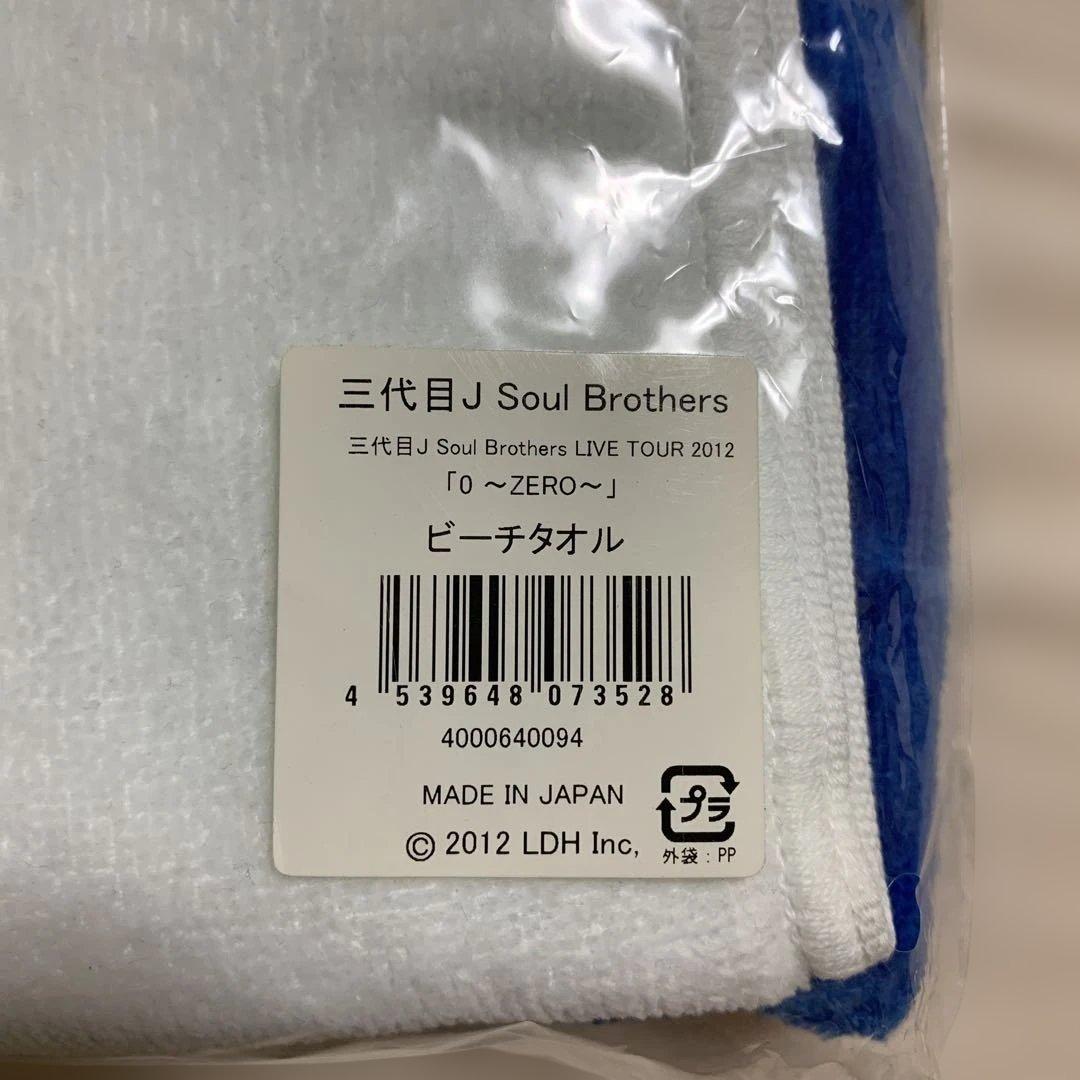 三代目J Soul Brothers
三代目J Soul Brothers LIVE TOUR 2012
「0 ～ZERO～」
ビーチタオル
4 539648 073528
4000640094
MADE IN JAPAN
プラ
© 2012 LDH Inc,
外袋：PP